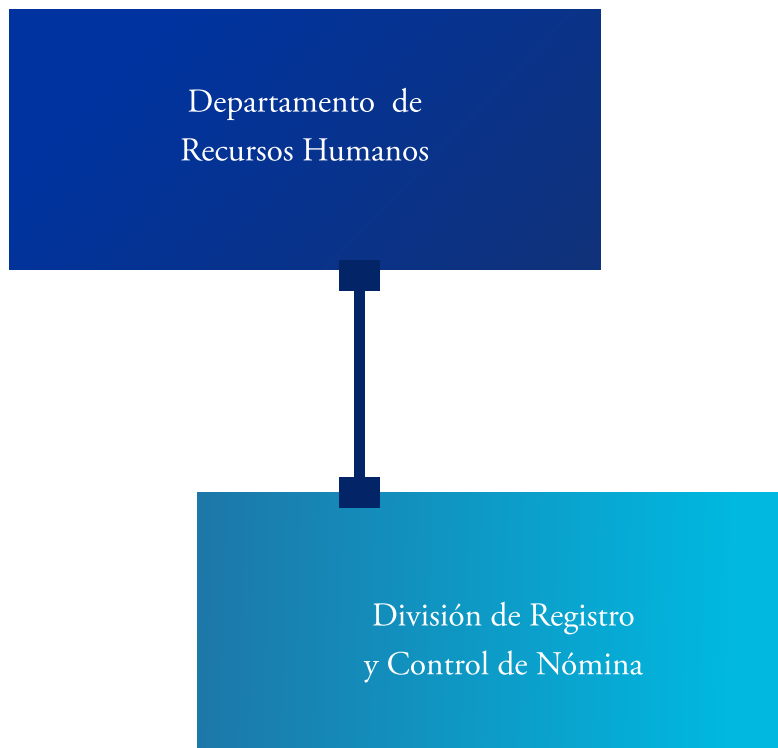 Departamento de
Recursos Humanos
División de Registro
y Control de Nómina